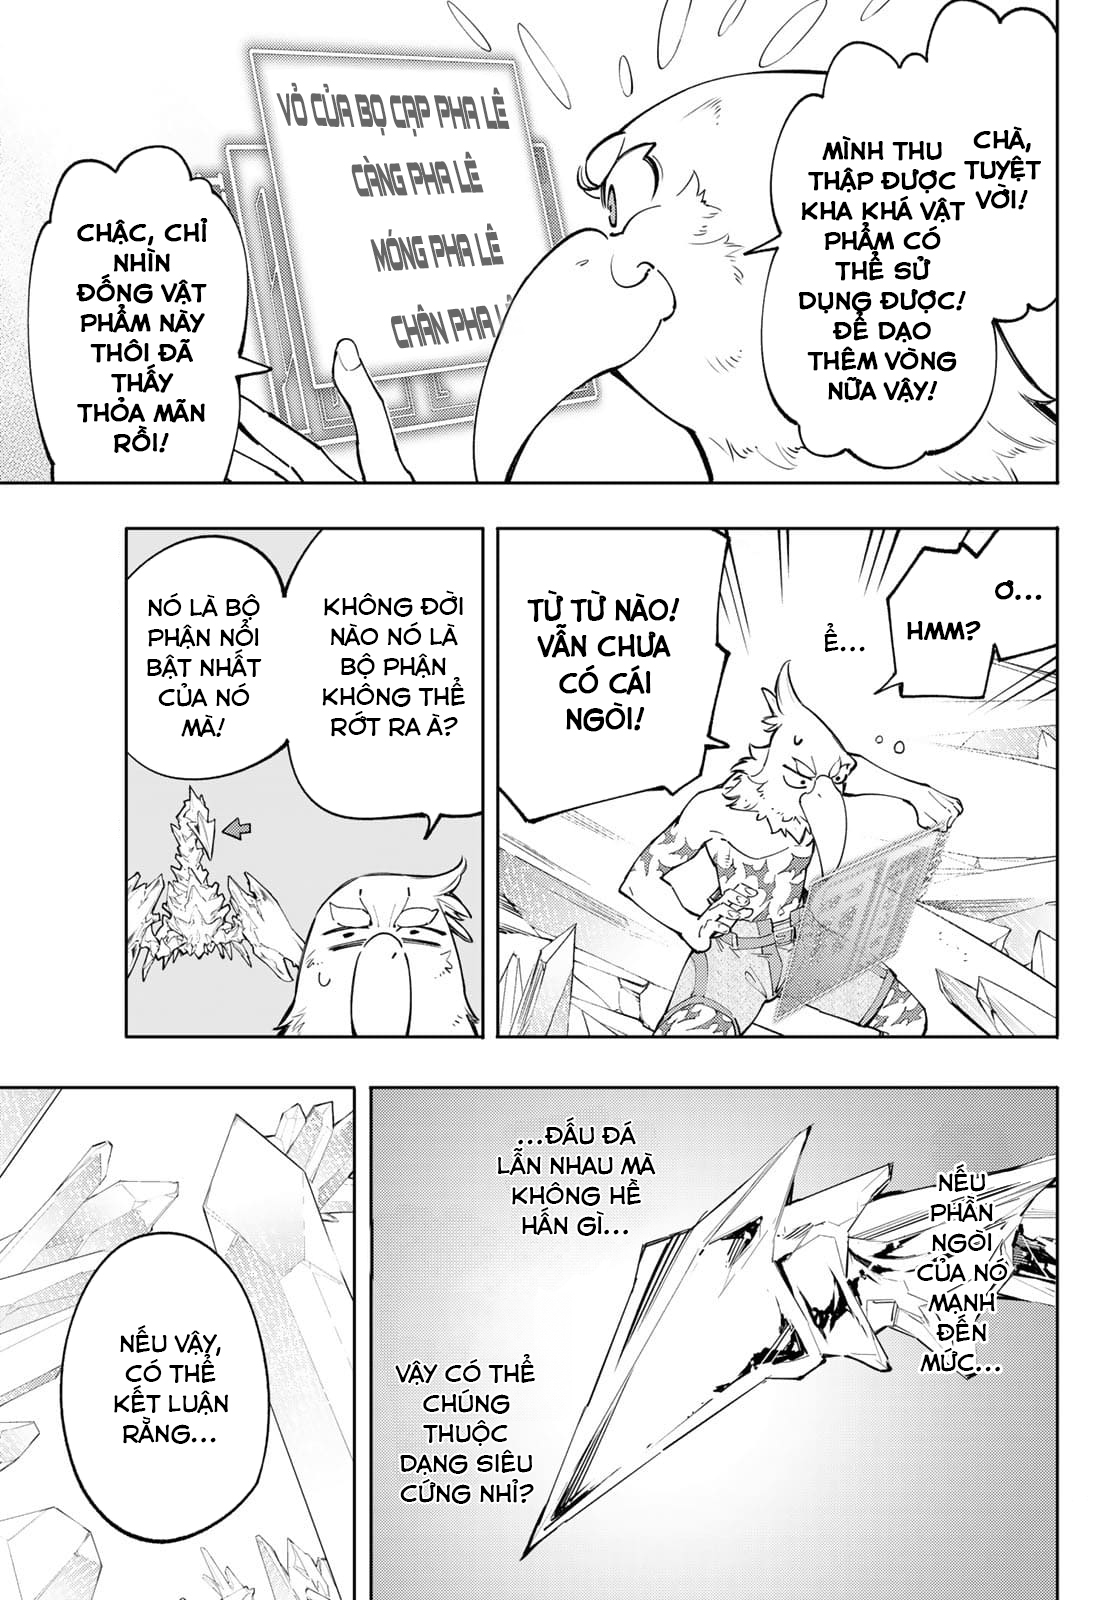 CHÀ,
TUYỆT
VỜI!
MÌNH THU
THẬP ĐƯỢC
KHA KHÁ VẬT
PHẨM CÓ
THỂ SỬ
DỤNG ĐƯỢC!
ĐỂ DẠO
THÊM VÒNG
NỮA VẬY!
VỎ CỦA BỌ CẠP PHA LÊ
CÀNG PHA LÊ
MÓNG PHA LÊ
CHÂN PHA LÊ
CHẬC, CHỈ
NHÌN
ĐỐNG VẬT
PHẨM NÀY
THÔI ĐÃ
THẤY
THỎA MÃN
RỒI!
Ơ...
HMM?
Ể...
TỪ TỪ NÀO!
VẪN CHƯA
CÓ CÁI
NGÒI!
KHÔNG ĐỜI
NÀO NÓ LÀ
BỘ PHẬN
KHÔNG THỂ
RỚT RA À?
NÓ LÀ BỘ
PHẬN NỔI
BẬT NHẤT
CỦA NÓ
MÀ!
NẾU
PHẦN
NGÒI
CỦA NÓ
MẠNH
ĐẾN
MỨC...
...ĐẤU ĐÁ
LẪN NHAU MÀ
KHÔNG HỀ
HẤN GÌ...
VẬY CÓ THỂ
CHÚNG
THUỘC
DẠNG SIÊU
CỨNG NHỈ?
NẾU VẬY,
CÓ THỂ
KẾT LUẬN
RẰNG...